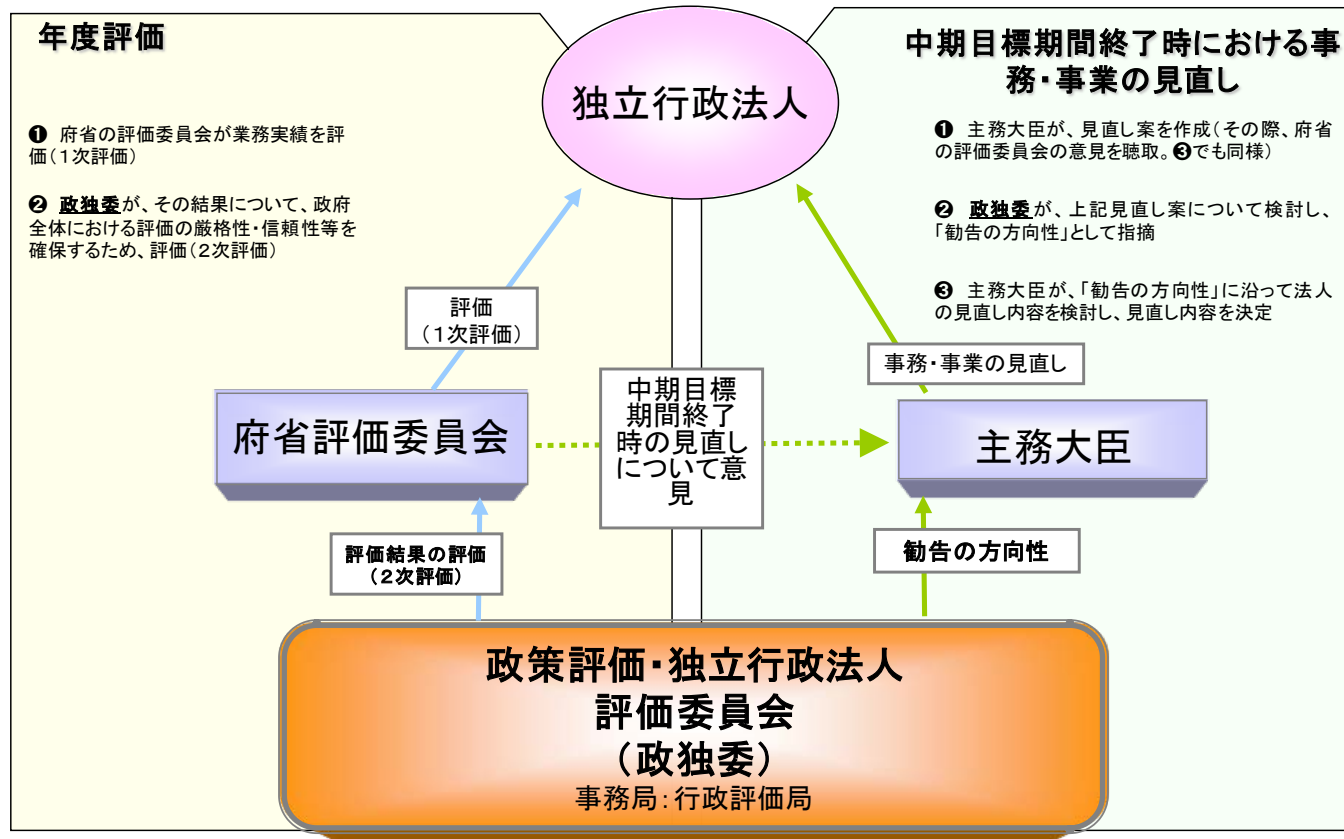 年度評価
❶ 府省の評価委員会が業務実績を評
価(1次評価)
❷ 政独委が、その結果について、政府
全体における評価の厳格性・信頼性等を
確保するため、評価(2次評価)
独立行政法人
中期目標期間終了時における事
務・事業の見直し
❶ 主務大臣が、見直し案を作成(その際、府省
の評価委員会の意見を聴取。❸でも同様)
❷ 政独委が、上記見直し案について検討し、
「勧告の方向性」として指摘
❸ 主務大臣が、「勧告の方向性」に沿って法人
の見直し内容を検討し、見直し内容を決定
評価
(1次評価)
事務・事業の見直し
府省評価委員会
中期目標
期間終了
時の見直し
について意
見
主務大臣
評価結果の評価
(2次評価)
勧告の方向性
政策評価・独立行政法人
評価委員会
(政独委)
事務局:行政評価局